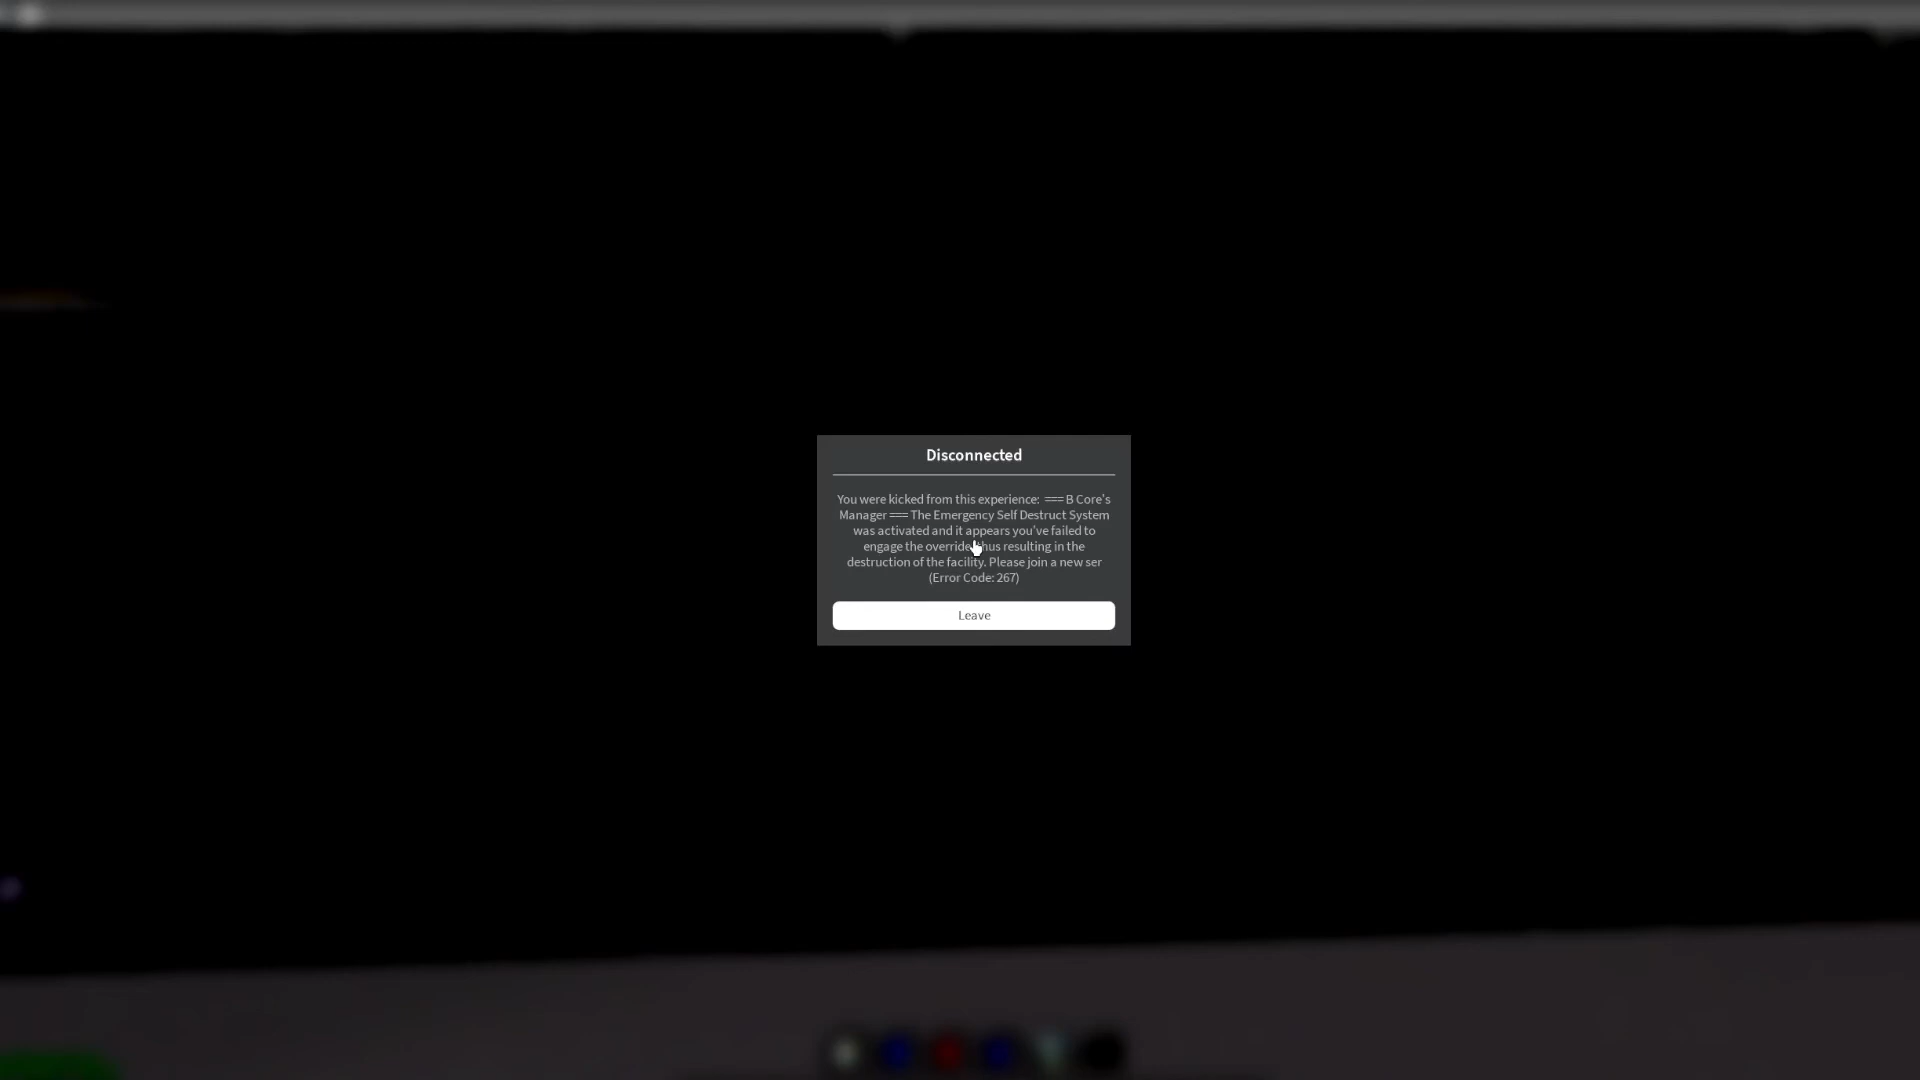 Disconnected
You were kicked from this experience: === B Core's
Manager === The Emergency Self Destruct System
was activated and it appears you've failed to
engage the override thus resulting in the
destruction of the facility. Please join a new ser
(Error Code: 267)
Leave